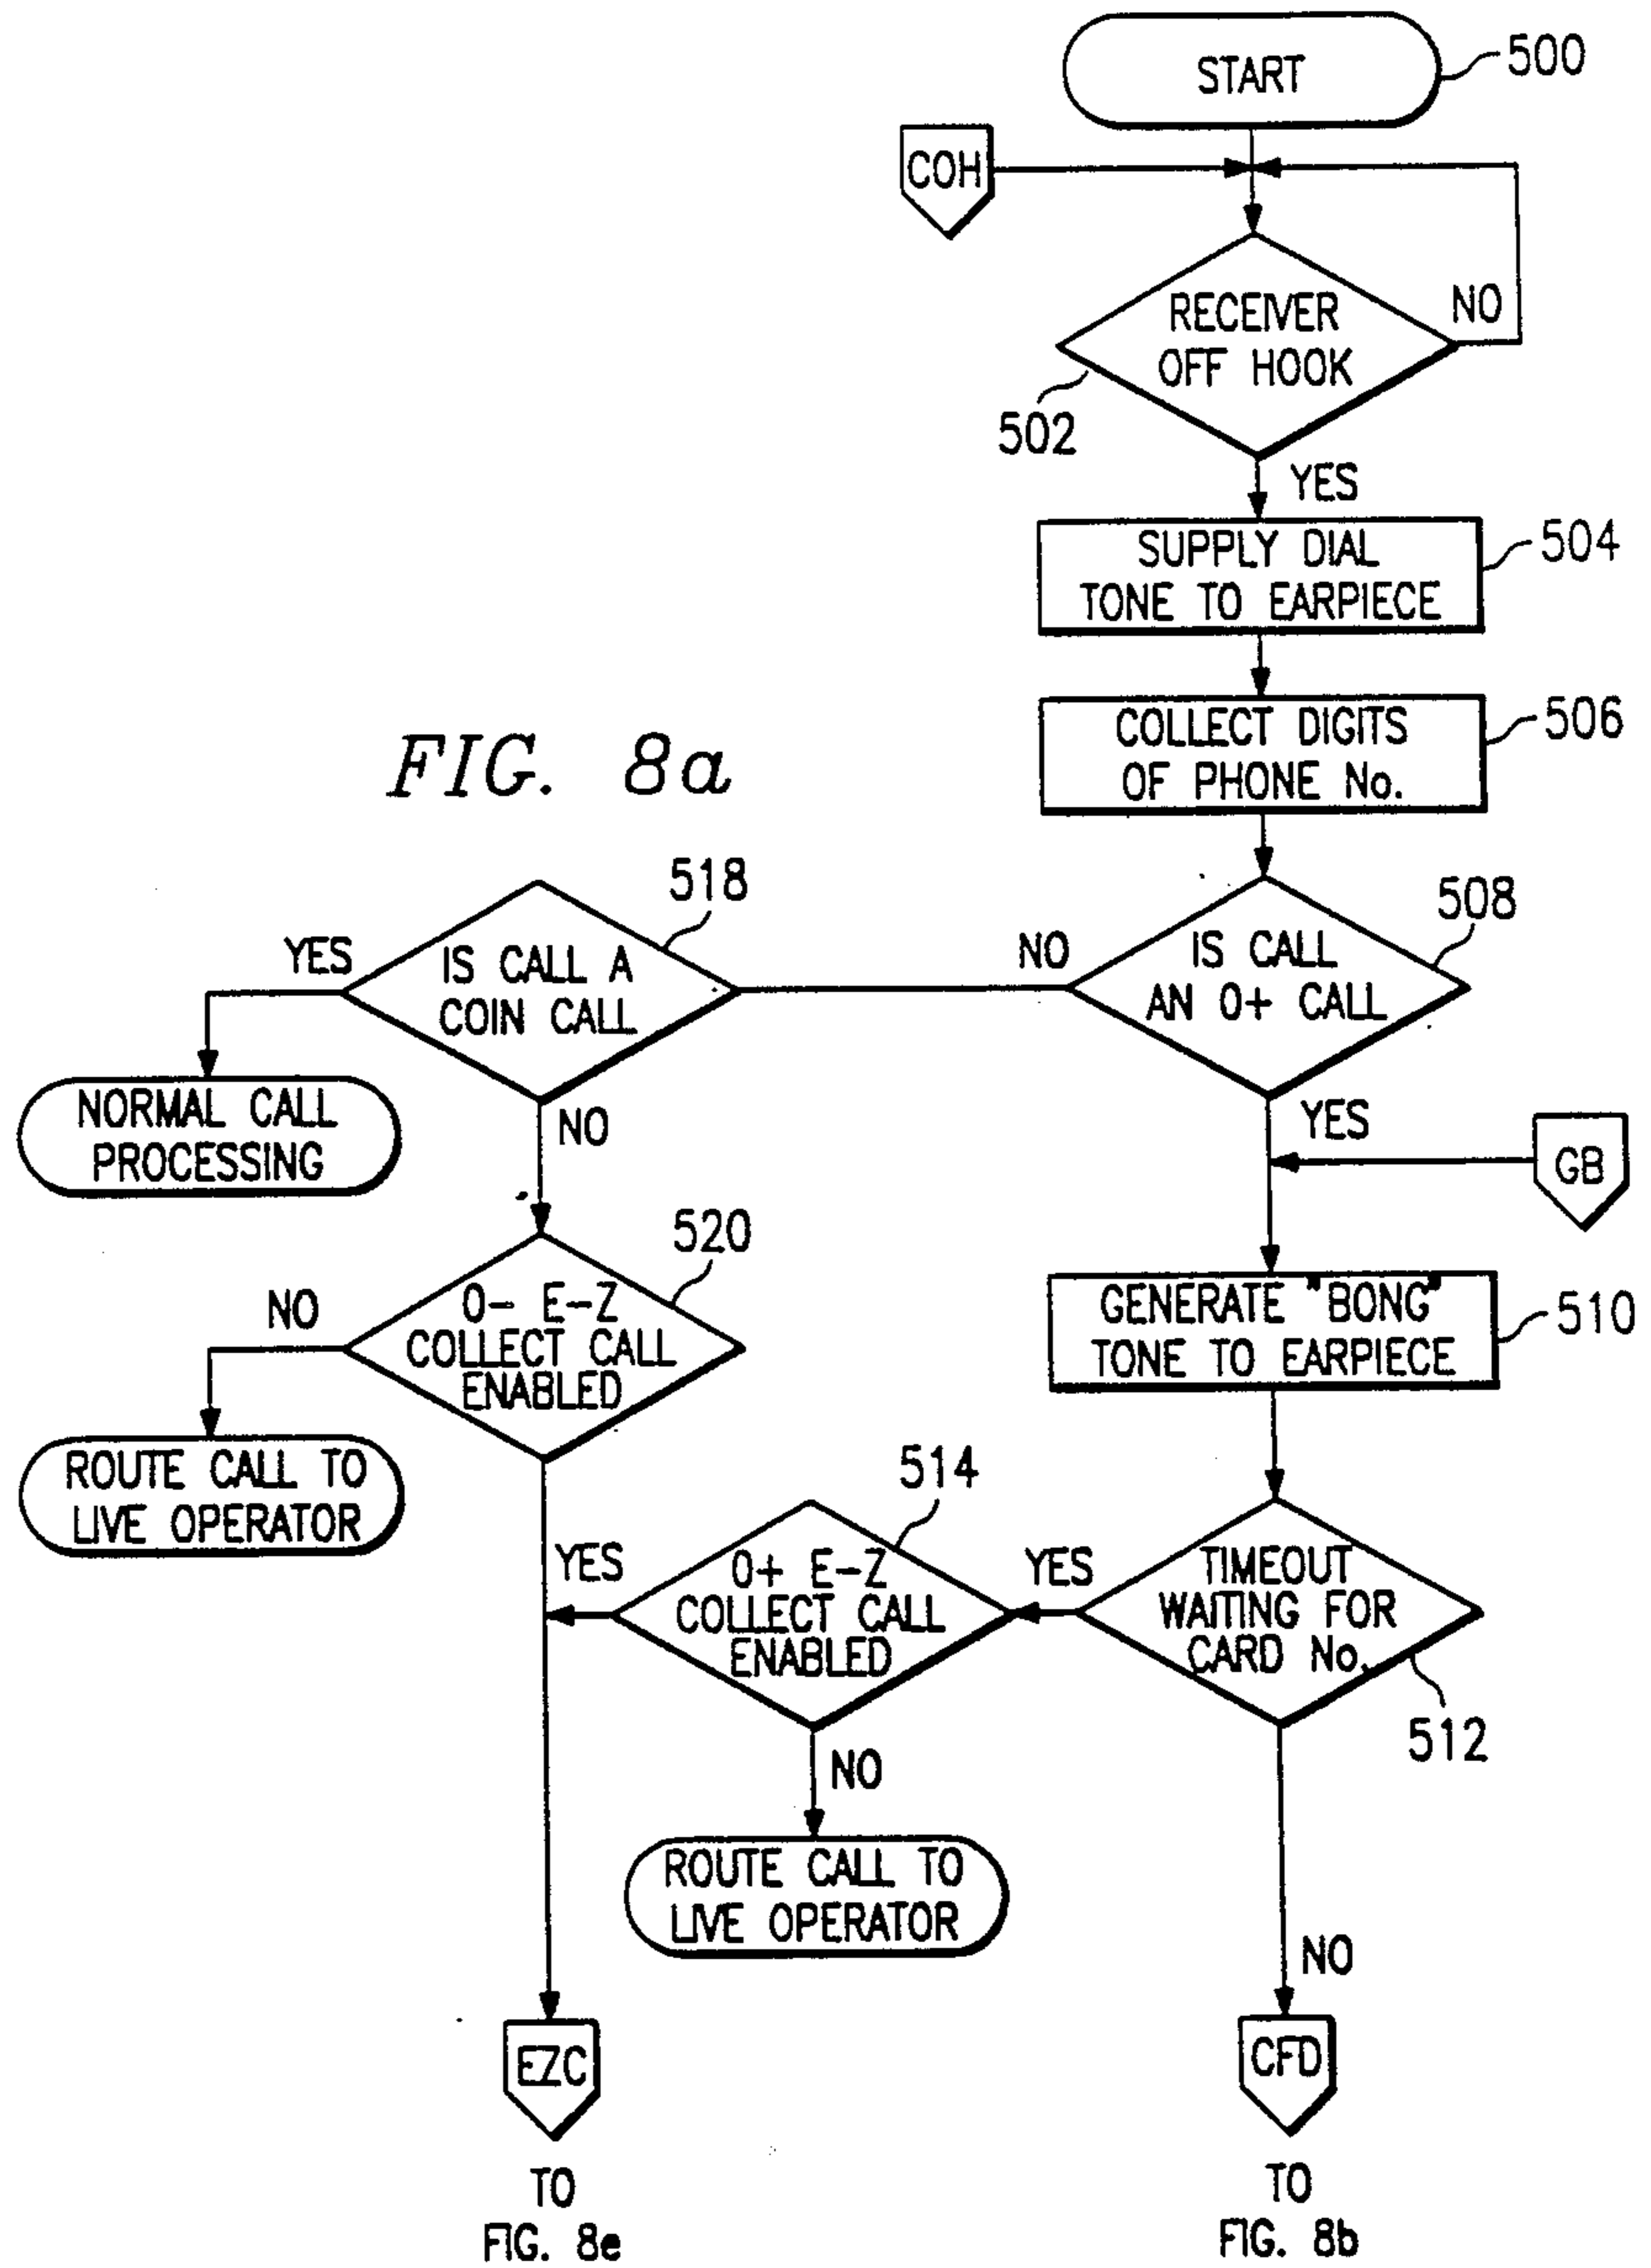 START
500
COH
RECEIVER
OFF HOOK
NO
502
YES
SUPPLY DIAL
TONE TO EARPIECE
504
COLLECT DIGITS
OF PHONE No.
506
FIG. 8a
518
YES
IS CALL A
COIN CALL
NO
IS CALL
AN 0+ CALL
508
NORMAL CALL
PROCESSING
NO
YES
GB
520
NO
0- E-Z
COLLECT CALL
ENABLED
GENERATE "BONG"
TONE TO EARPIECE
510
ROUTE CALL TO
LIVE OPERATOR
514
YES
0+ E-Z
COLLECT CALL
ENABLED
YES
TIMEOUT
WAITING FOR
CARD No.
512
NO
ROUTE CALL TO
LIVE OPERATOR
NO
EZC
CFD
TO
FIG. 8e
TO
FIG. 8b